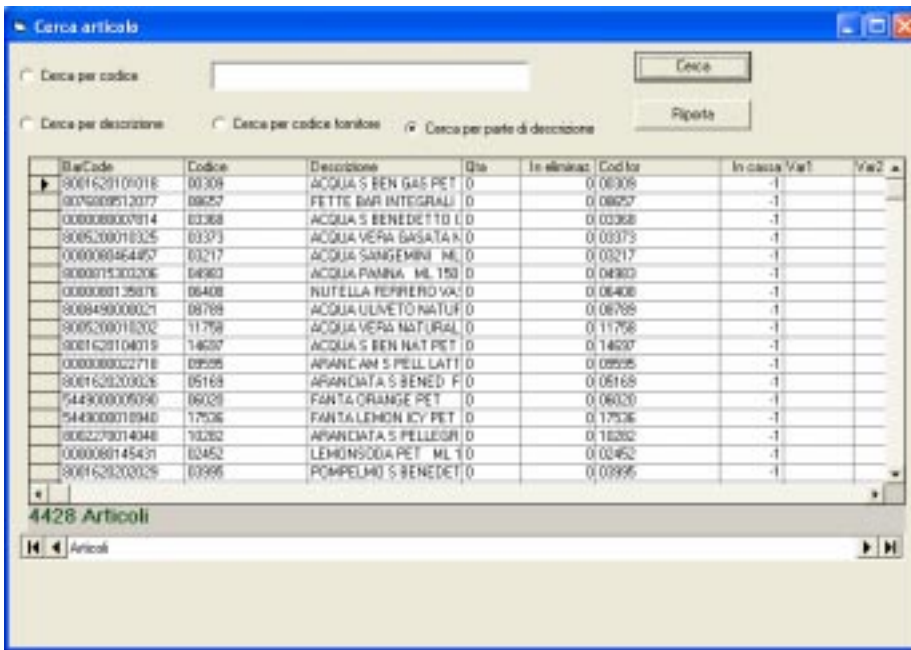 Cerca articolo
Cerca per codice
Cerca
Cerca per descrizione Cerca per codice fornitore Cerca per parte di descrizione Riporta
BarCode Codice Descrizione Qta In eliminaz Cod.for In cassa Var1 Var2
8001620101018 00309 ACQUA S BEN GAS PET 0 0 00309 -1
0076009512077 08657 FETTE BAR INTEGRALI 0 0 08657 -1
0000080007814 03368 ACQUA S BENEDETTO 0 0 03368 -1
8005200010325 03373 ACQUA VERA GASATA N 0 0 03373 -1
0000080464457 03217 ACQUA SANGEMINI ML 0 0 03217 -1
04983 ACQUA PANNA ML 150 0 0 04983 -1
0000080135876 06408 NUTELLA FERRERO 0 0 06408 -1
8008490000021 08789 ACQUA ULIVETO NATUR 0 0 08789 -1
8005200010202 11758 ACQUA VERA NATURAL 0 0 11758 -1
8001620104019 14697 ACQUA S BEN NAT PET 0 0 14697 -1
0000080022718 09595 ARANC AM S PELL LATT 0 0 09595 -1
8001620203026 05169 ARANCIATA S BENED F 0 0 05169 -1
5449000005090 06020 FANTA ORANGE PET 0 0 06020 -1
5449000010940 17536 FANTA LEMON ICY PET 0 0 17536 -1
8002270014048 10282 ARANCIATA S PELLEGR 0 0 10282 -1
0000080145431 02452 LEMONSODA PET ML 1 0 0 02452 -1
8001620202029 03995 POMPELMO S BENEDET 0 0 03995 -1
4428 Articoli
Articoli